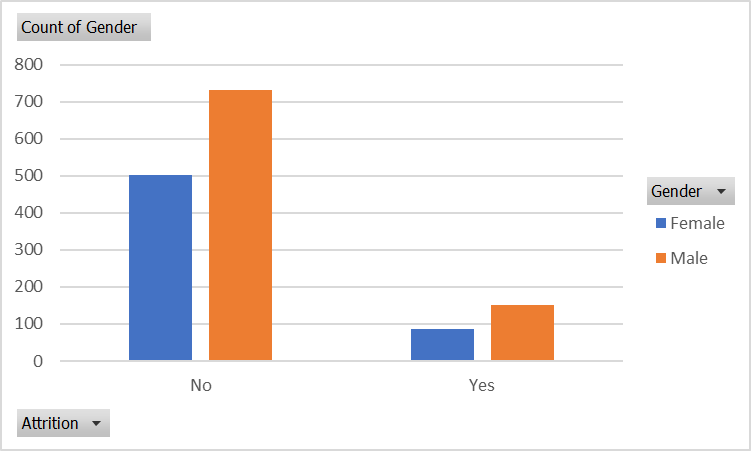 Count of Gender
800
700
600
500
400
300
200
100
0
No
Yes
Gender
Female
Male
Attrition